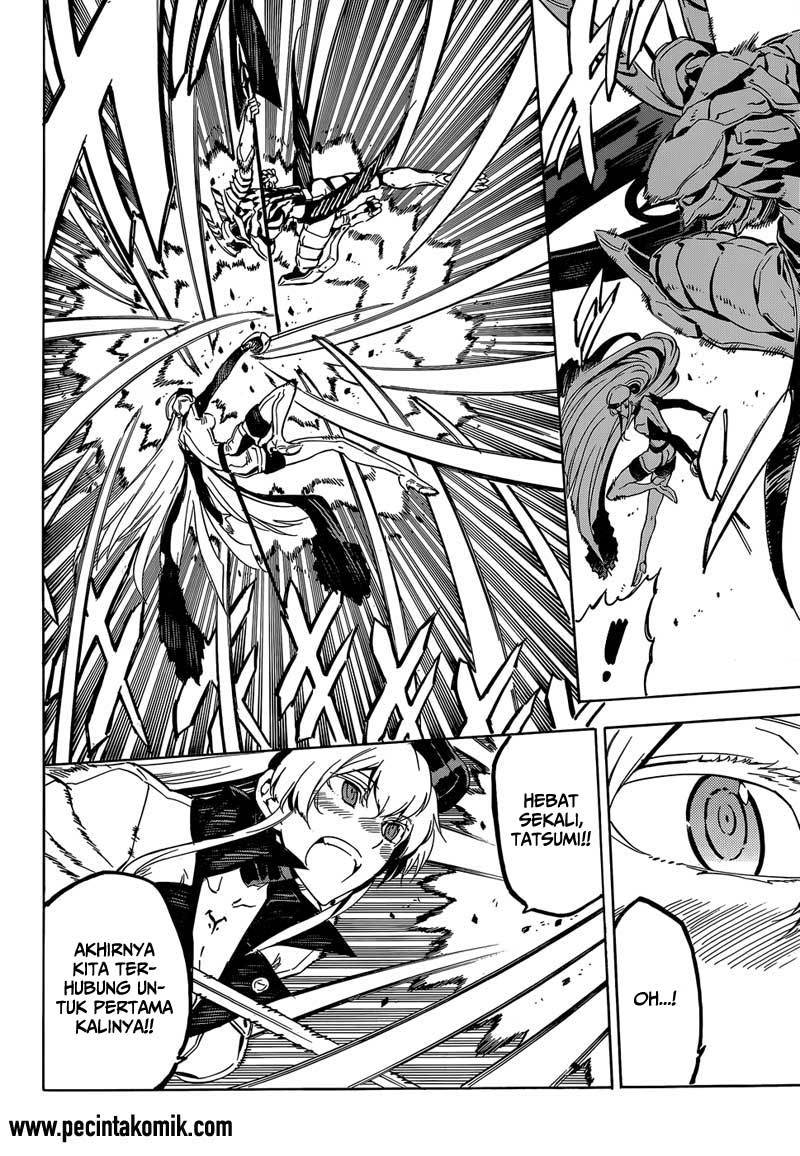 !
OH...!
HEBAT
SEKALI,
TATSUMI!!
AKHIRNYA
KITA TER-
HUBUNG UN-
TUK PERTAMA
KALINYA!!
www.pecintakomik.com